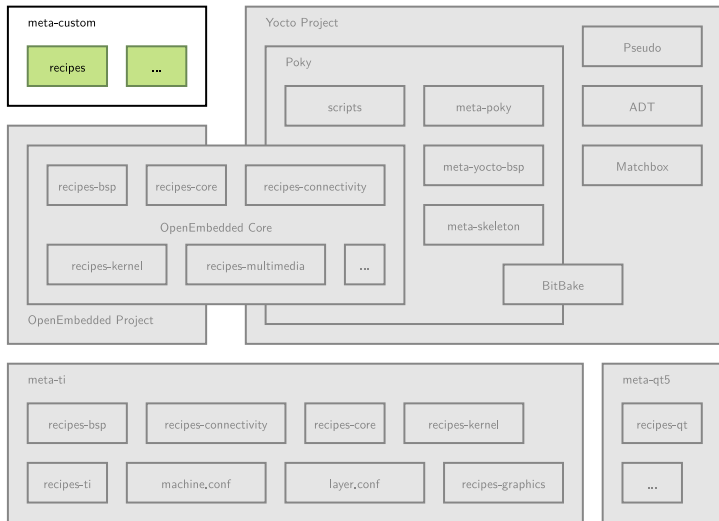 meta-custom
recipes
...
Yocto Project
Poky
scripts
meta-poky
meta-yocto-bsp
meta-skeleton
Pseudo
ADT
Matchbox
BitBake
recipes-bsp
recipes-core
recipes-connectivity
OpenEmbedded Core
recipes-kernel
recipes-multimedia
...
OpenEmbedded Project
meta-ti
recipes-bsp
recipes-connectivity
recipes-core
recipes-kernel
recipes-ti
machine.conf
layer.conf
recipes-graphics
meta-qt5
recipes-qt
...